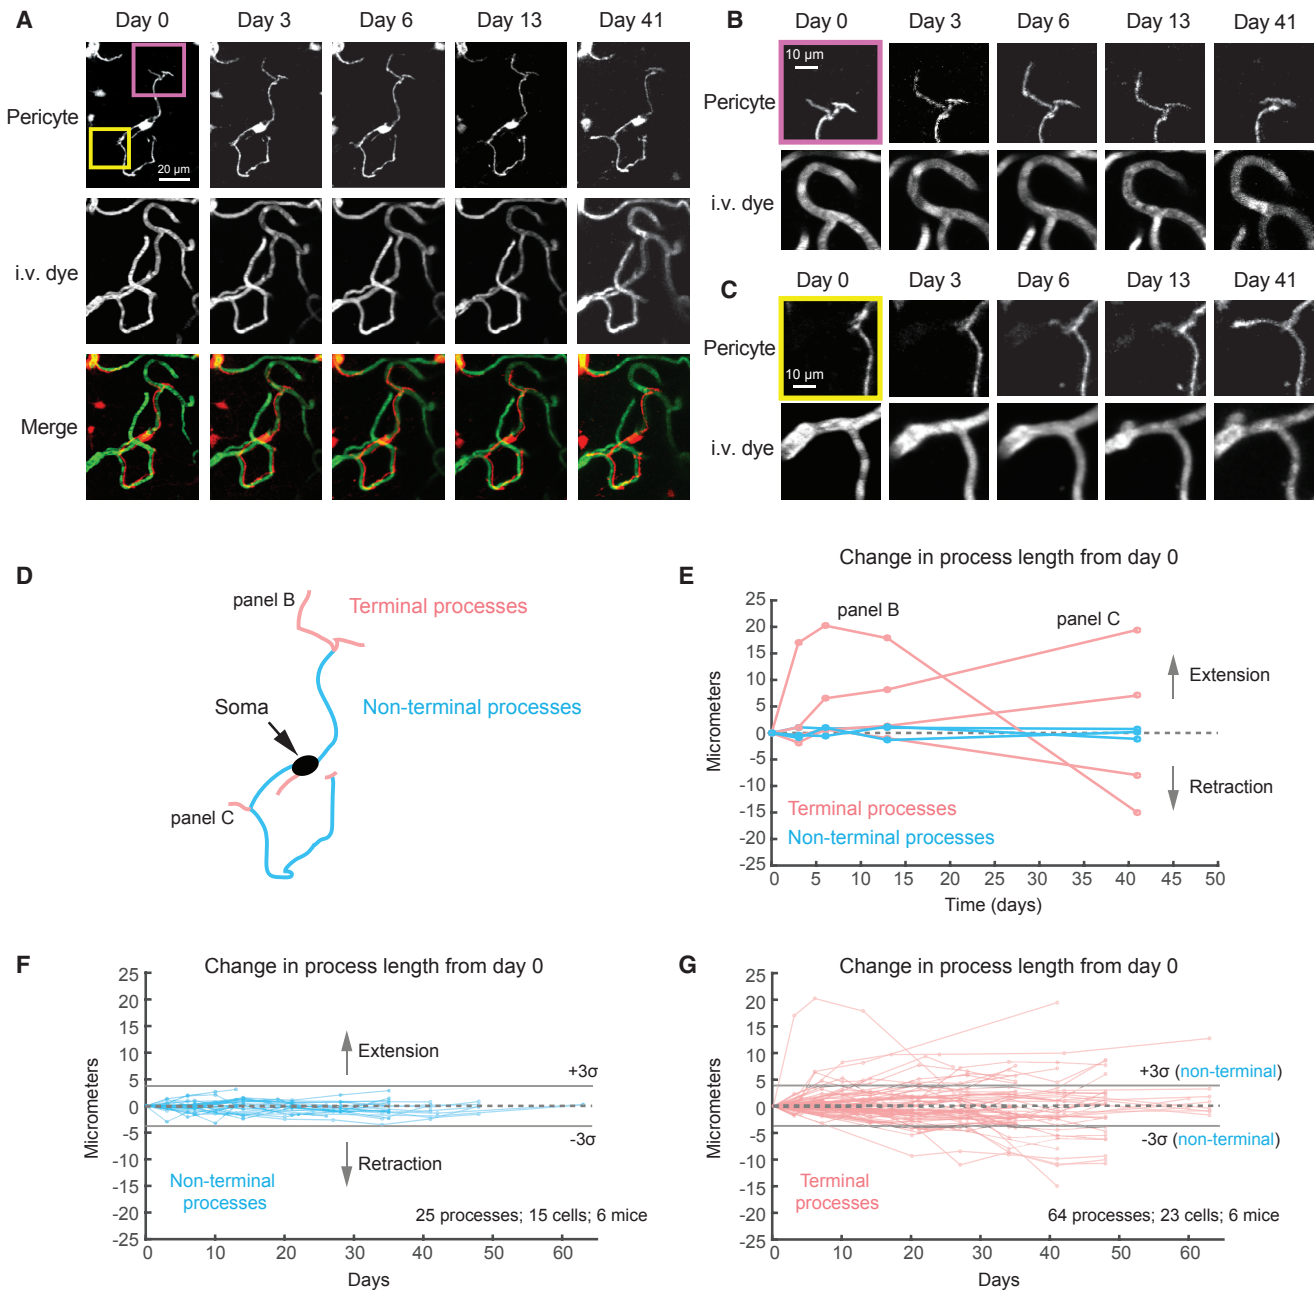 A
Day 0
Day 3
Day 6
Day 13
Day 41
Pericyte
20 µm
i.v. dye
Merge
B
Day 0
Day 3
Day 6
Day 13
Day 41
10 µm
Pericyte
i.v. dye
C
Day 0
Day 3
Day 6
Day 13
Day 41
Pericyte
10 µm
i.v. dye
D
panel B
Terminal processes
Soma
Non-terminal processes
panel C
E
Change in process length from day 0
25
20
15
10
5
0
-5
-10
-15
-20
-25
Micrometers
panel B
panel C
Extension
Retraction
Terminal processes
Non-terminal processes
0 5 10 15 20 25 30 35 40 45 50
Time (days)
F
Change in process length from day 0
25
20
15
10
5
0
-5
-10
-15
-20
-25
Micrometers
Extension
+3σ
-3σ
Retraction
Non-terminal
processes
25 processes; 15 cells; 6 mice
0 10 20 30 40 50 60
Days
G
Change in process length from day 0
25
20
15
10
5
0
-5
-10
-15
-20
-25
Micrometers
+3σ (non-terminal)
-3σ (non-terminal)
Terminal
processes
64 processes; 23 cells; 6 mice
0 10 20 30 40 50 60
Days